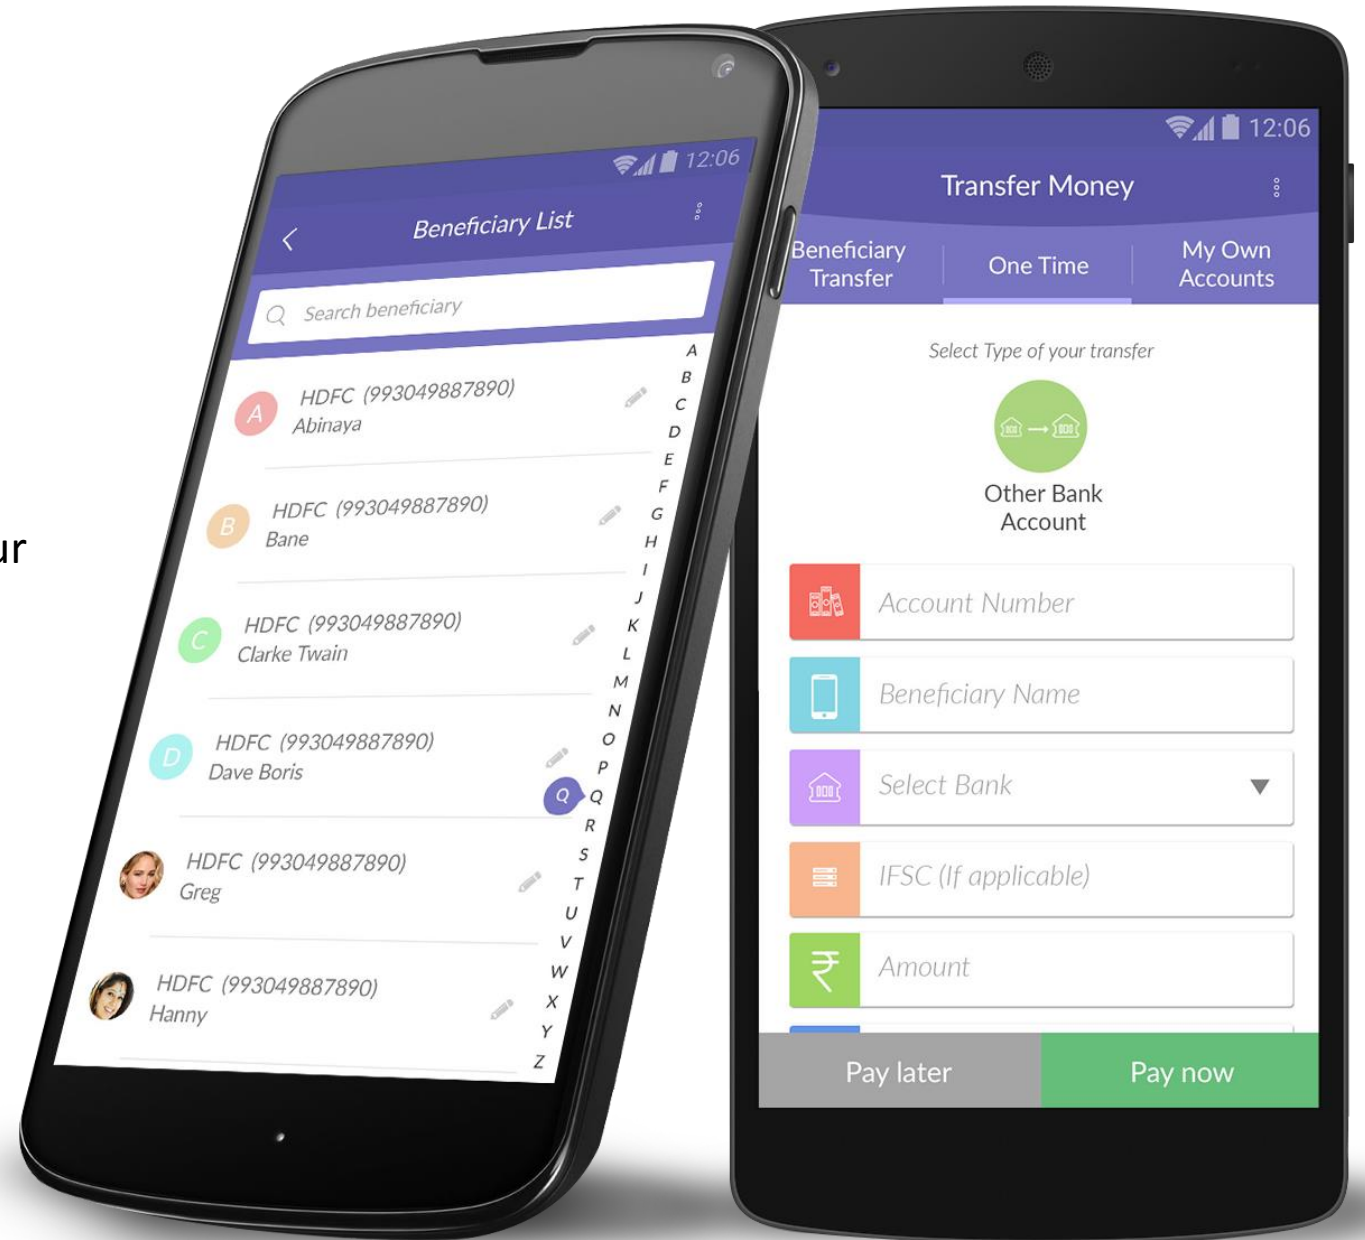 ur
12:06
Beneficiary List
Search beneficiary
A
HDFC (993049887890)
Abinaya
B
HDFC (993049887890)
Bane
C
HDFC (993049887890)
Clarke Twain
D
HDFC (993049887890)
Dave Boris
HDFC (993049887890)
Greg
HDFC (993049887890)
Hanny
A
B
C
D
E
F
G
H
I
J
K
L
M
N
O
P
Q
Q
R
S
T
U
V
W
X
Y
Z
12:06
Transfer Money
Beneficiary
Transfer
One Time
My Own
Accounts
Select Type of your transfer
Other Bank
Account
Account Number
Beneficiary Name
Select Bank
IFSC (If applicable)
₹ Amount
Pay later
Pay now